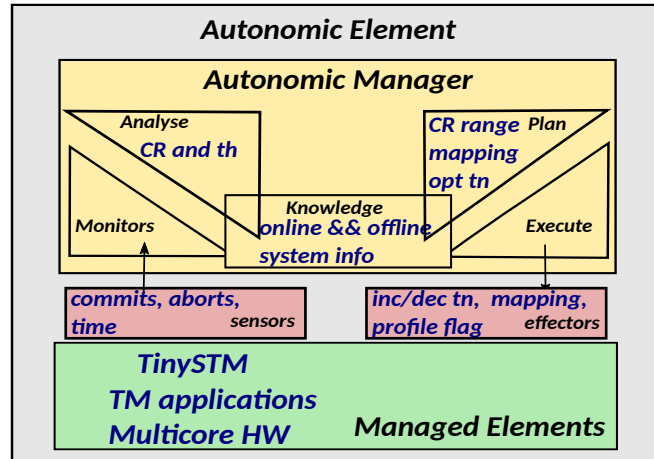 Autonomic Element
Autonomic Manager
Analyse
CR and th
CR range Plan
mapping
opt tn
Monitors
Knowledge
online && offline
system info
Execute
commits, aborts,
time sensors
inc/dec tn, mapping,
profile flag effectors
TinySTM
TM applications
Multicore HW
Managed Elements